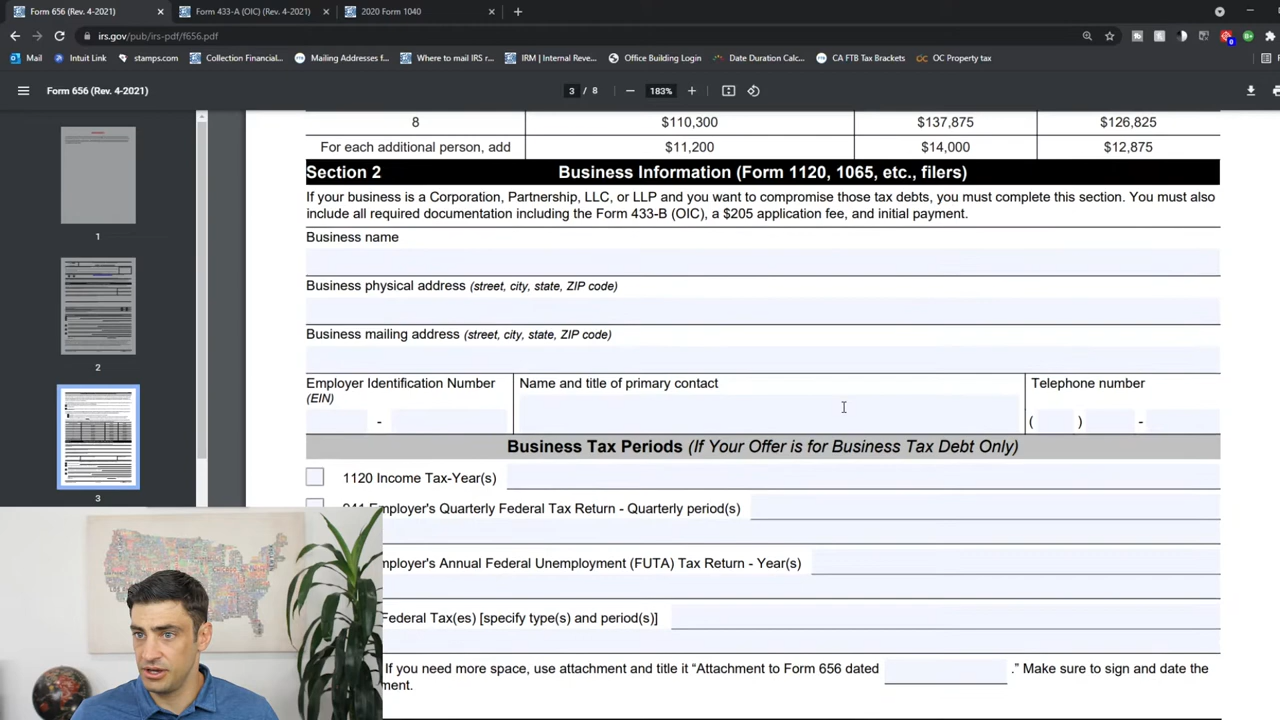 Form 656 (Rev. 4-2021)
Form 433-A (OIC) (Rev. 4-2021)
2020 Form 1040
irs.gov/pub/irs-pdf/f656.pdf
Mail
Intuit Link
stamps.com
Collection Financial...
Mailing Addresses f...
Where to mail IRS r...
IRM | Internal Reve...
Office Building Login
Date Duration Calc...
CA FTB Tax Brackets
OC Property tax
Form 656 (Rev. 4-2021)
3 / 8
183%
1
2
3
8 $110,300 $137,875 $126,825
For each additional person, add $11,200 $14,000 $12,875
Section 2 Business Information (Form 1120, 1065, etc., filers)
If your business is a Corporation, Partnership, LLC, or LLP and you want to compromise those tax debts, you must complete this section. You must also
include all required documentation including the Form 433-B (OIC), a $205 application fee, and initial payment.
Business name
Business physical address (street, city, state, ZIP code)
Business mailing address (street, city, state, ZIP code)
Employer Identification Number
(EIN)
-
Name and title of primary contact
Telephone number
( ) -
Business Tax Periods (If Your Offer is for Business Tax Debt Only)
1120 Income Tax-Year(s)
941 Employer's Quarterly Federal Tax Return - Quarterly period(s)
ployer's Annual Federal Unemployment (FUTA) Tax Return - Year(s)
Federal Tax(es) [specify type(s) and period(s)]
If you need more space, use attachment and title it “Attachment to Form 656 dated .” Make sure to sign and date the
ment.